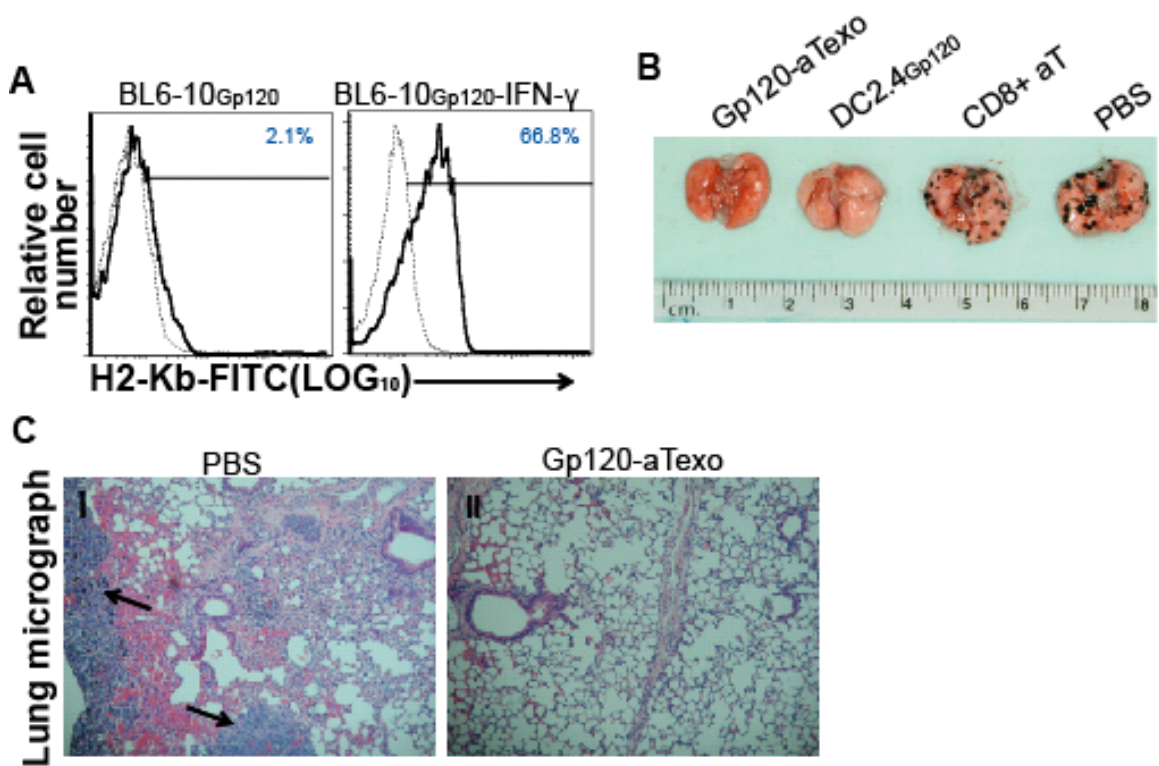 A
BL6-10Gp120
BL6-10Gp120-IFN-γ
2.1%
66.8%
Relative cell
number
H2-Kb-FITC(LOG10)
B
Gp120-aTexo
DC2.4Gp120
CD8+ aT
PBS
cm. 1 2 3 4 5 6 7 8
C
PBS
Gp120-aTexo
Lung micrograph
I
II